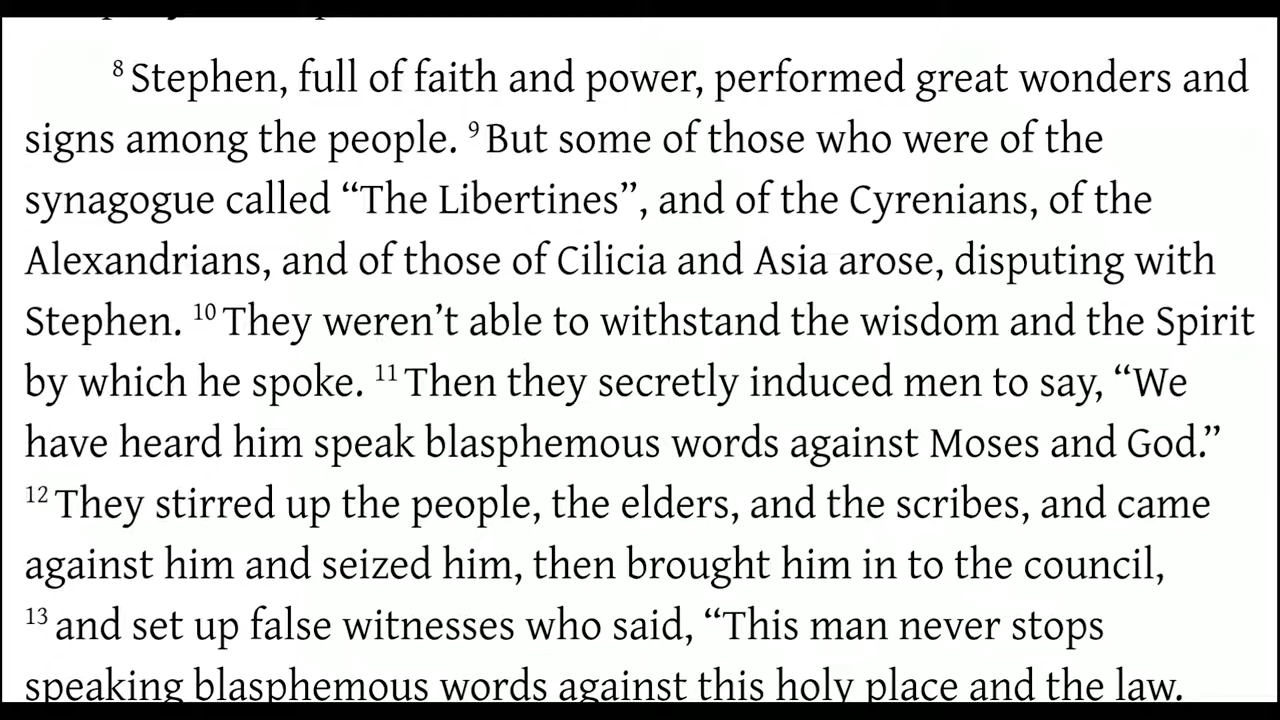 8 Stephen, full of faith and power, performed great wonders and
signs among the people. 9 But some of those who were of the
synagogue called “The Libertines”, and of the Cyrenians, of the
Alexandrians, and of those of Cilicia and Asia arose, disputing with
Stephen. 10 They weren’t able to withstand the wisdom and the Spirit
by which he spoke. 11 Then they secretly induced men to say, “We
have heard him speak blasphemous words against Moses and God.”
12 They stirred up the people, the elders, and the scribes, and came
against him and seized him, then brought him in to the council,
13 and set up false witnesses who said, “This man never stops
speaking blasphemous words against this holy place and the law.